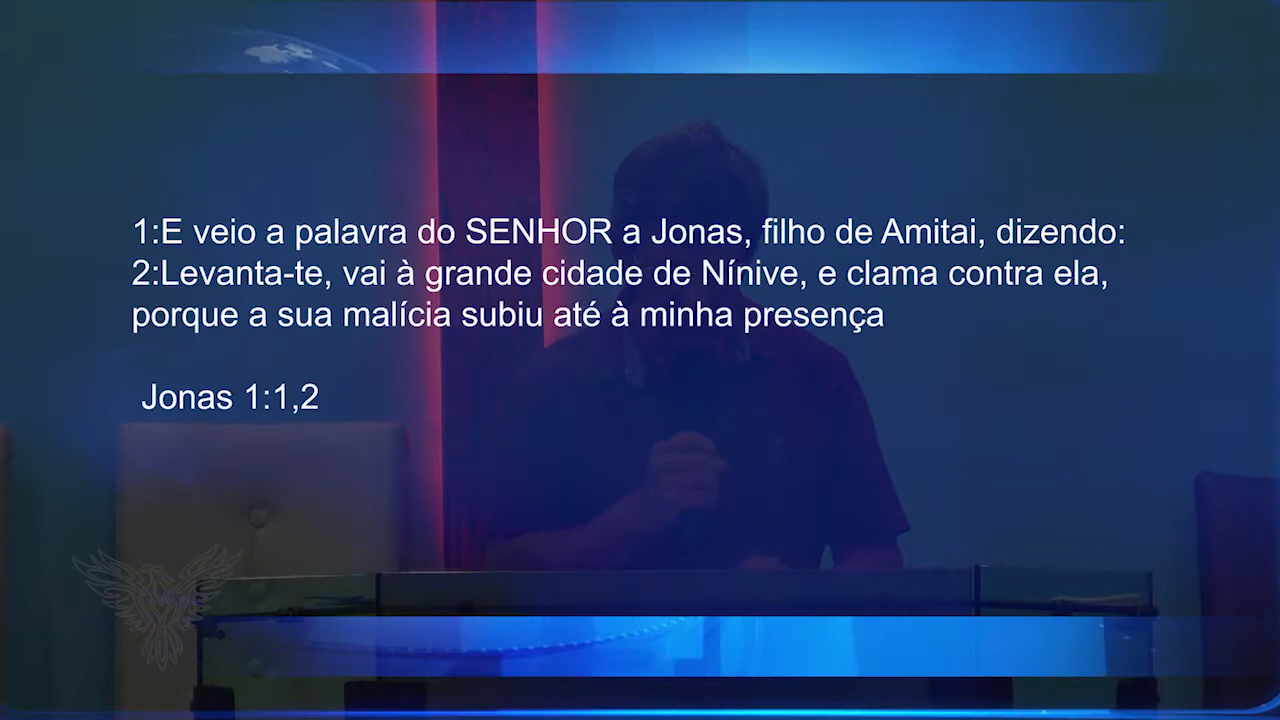 1:E veio a palavra do SENHOR a Jonas, filho de Amitai, dizendo:
2:Levanta-te, vai à grande cidade de Nínive, e clama contra ela,
porque a sua malícia subiu até à minha presença
Jonas 1:1,2